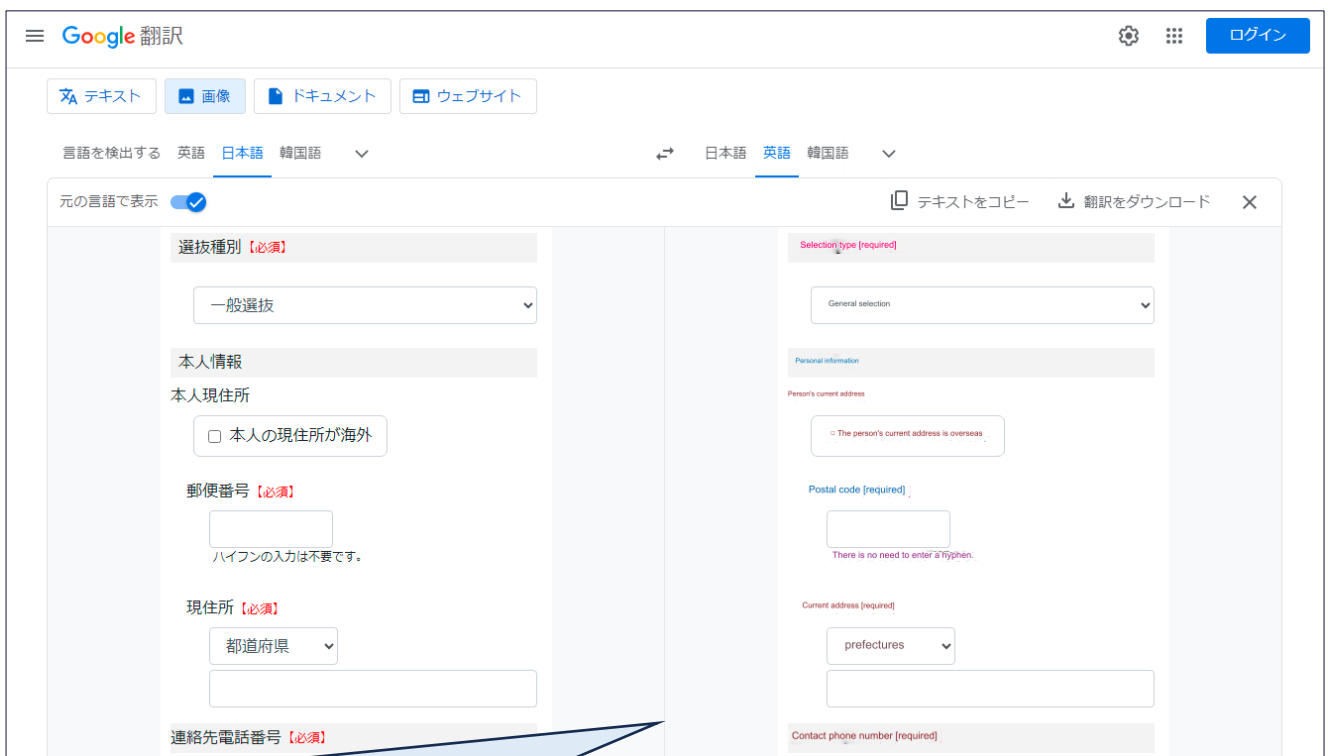 Google 翻訳
ログイン
テキスト 画像 ドキュメント ウェブサイト
言語を検出する 英語 日本語 韓国語 日本語 英語 韓国語
元の言語で表示 テキストをコピー 翻訳をダウンロード
選抜種別【必須】
一般選抜
本人情報
本人現住所
本人の現住所が海外
郵便番号【必須】
ハイフンの入力は不要です。
現住所【必須】
都道府県
連絡先電話番号【必須】
Selection type [required]
General selection
Personal information
Person's current address
The person's current address is overseas
Postal code [required]
There is no need to enter a hyphen.
Current address [required]
prefectures
Contact phone number [required]